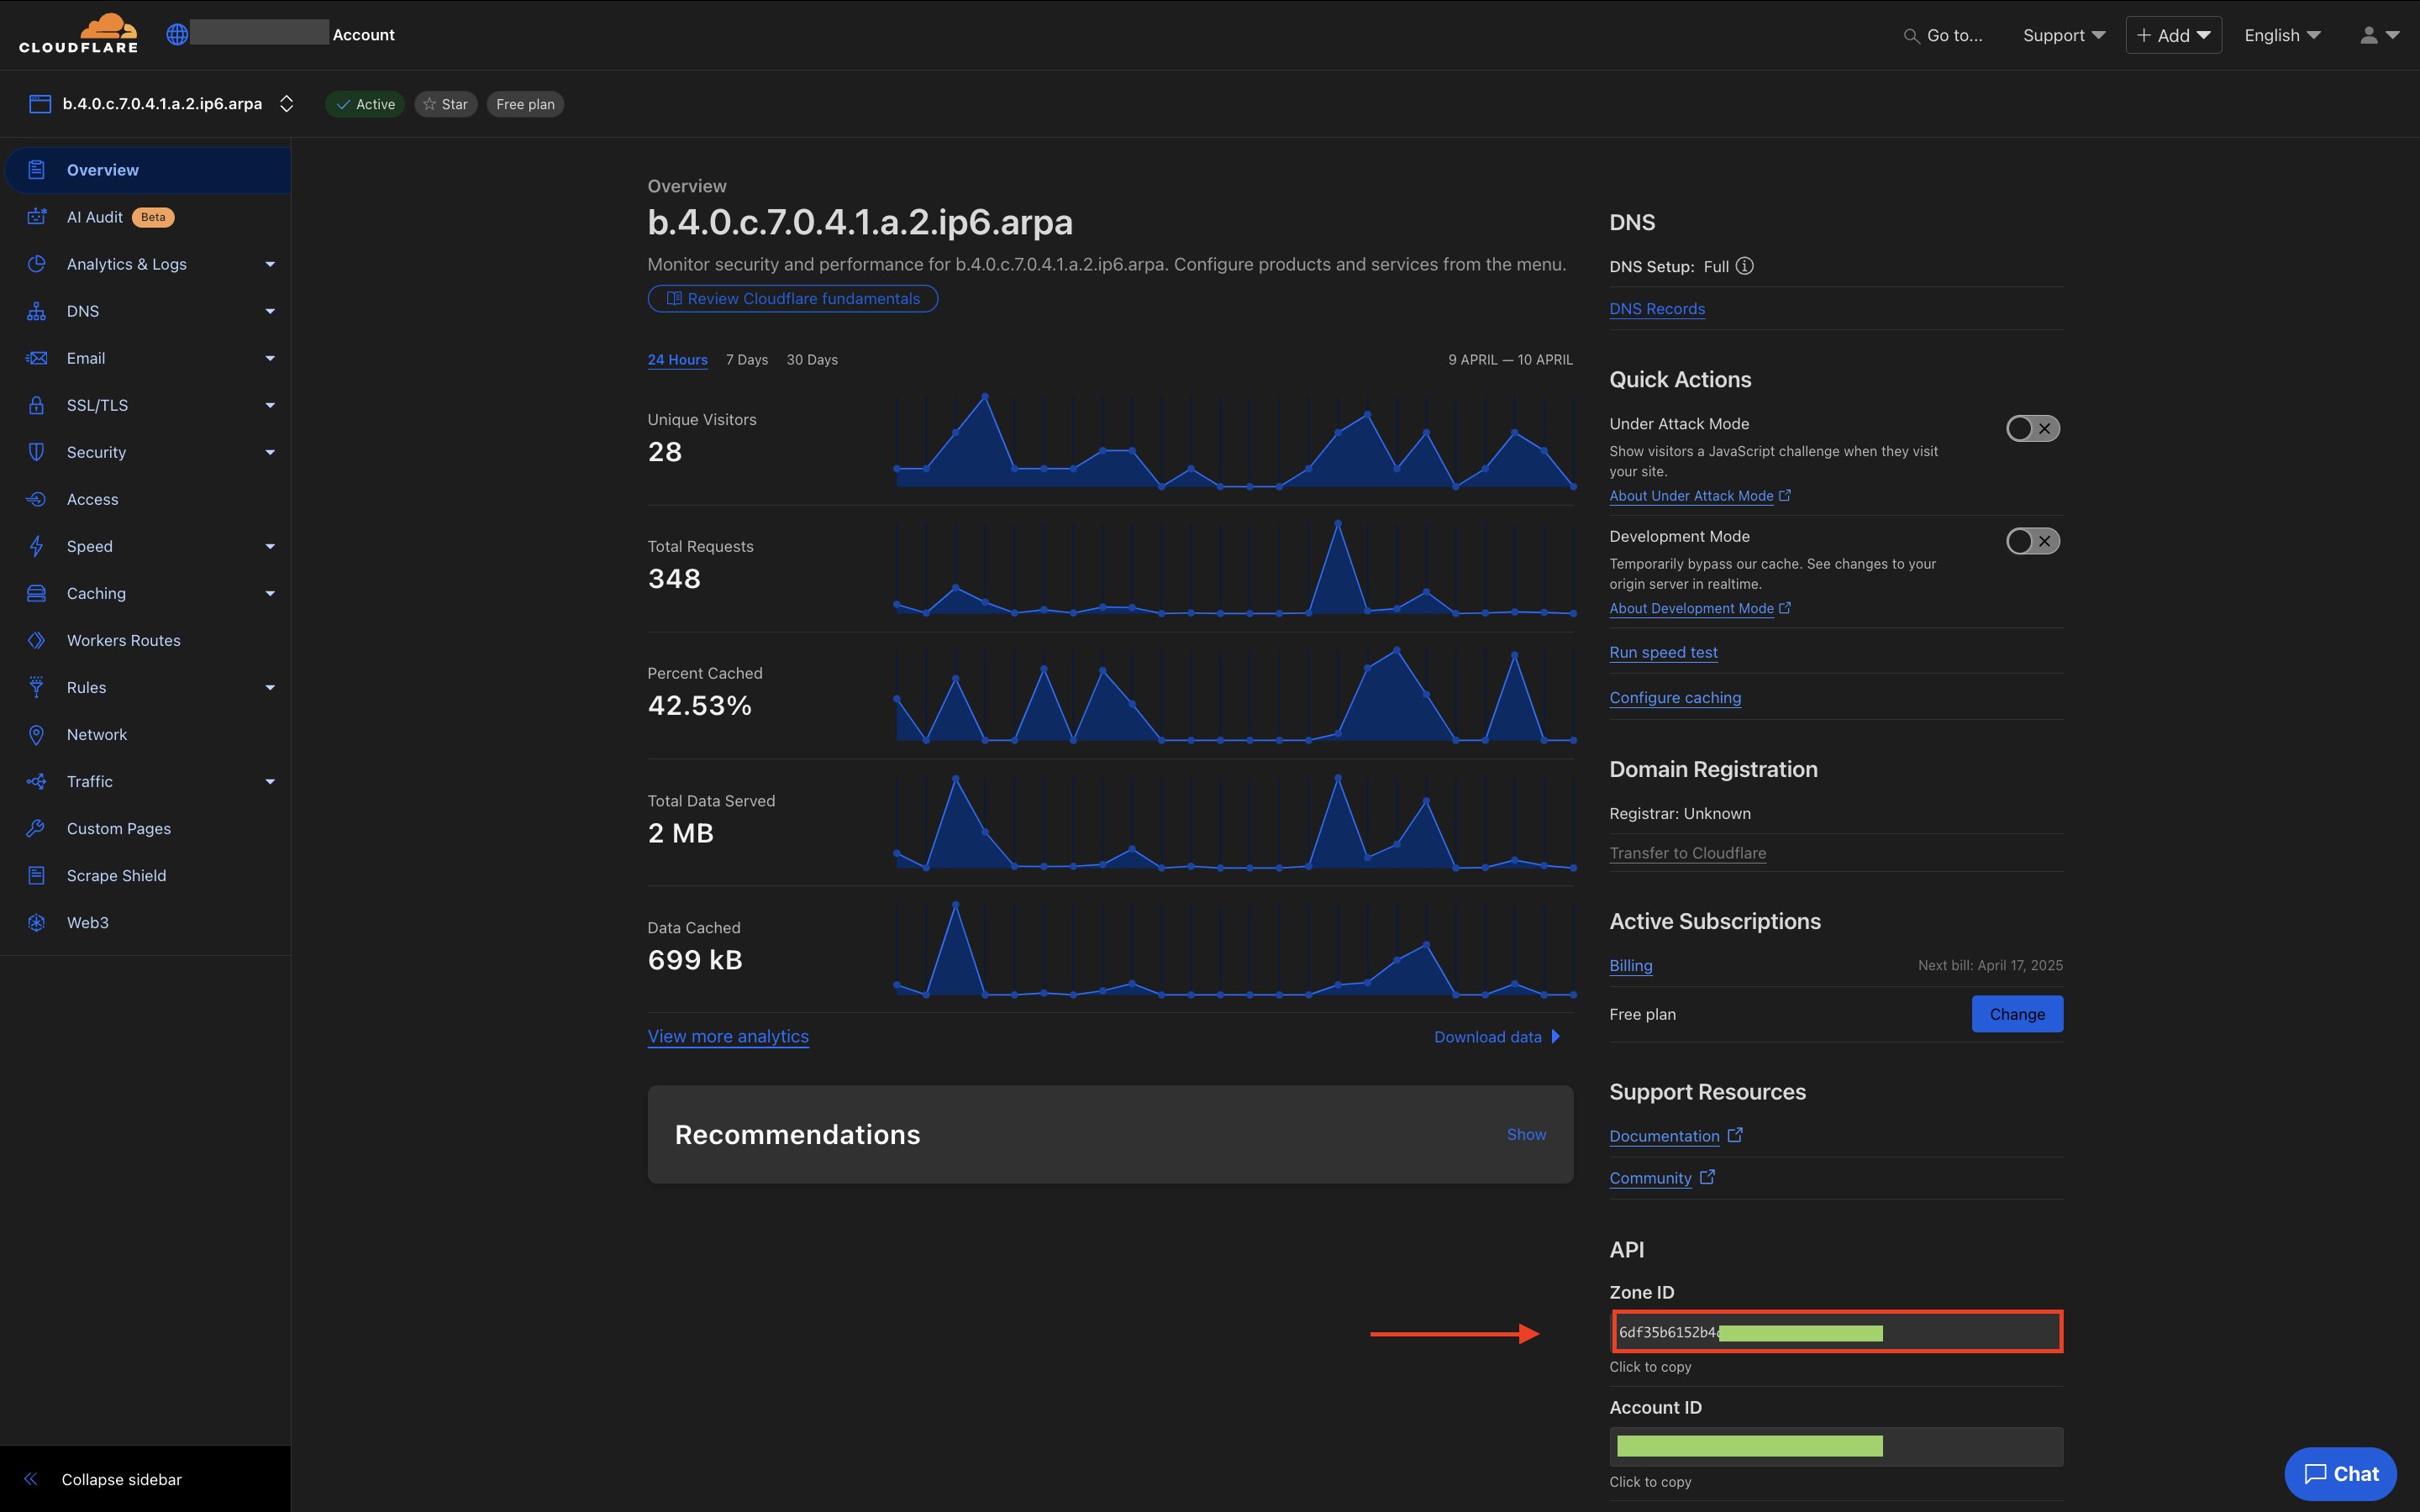 CLOUDFLARE
Account
Go to...
Support
Add
English
b.4.0.c.7.0.4.1.a.2.ip6.arpa
Active
Star
Free plan
Overview
AI Audit Beta
Analytics & Logs
DNS
Email
SSL/TLS
Security
Access
Speed
Caching
Workers Routes
Rules
Network
Traffic
Custom Pages
Scrape Shield
Web3
Collapse sidebar
Overview
b.4.0.c.7.0.4.1.a.2.ip6.arpa
Monitor security and performance for b.4.0.c.7.0.4.1.a.2.ip6.arpa. Configure products and services from the menu.
Review Cloudflare fundamentals
24 Hours 7 Days 30 Days
9 APRIL — 10 APRIL
Unique Visitors
28
Total Requests
348
Percent Cached
42.53%
Total Data Served
2 MB
Data Cached
699 kB
View more analytics
Download data
Recommendations
Show
DNS
DNS Setup: Full
DNS Records
Quick Actions
Under Attack Mode
Show visitors a JavaScript challenge when they visit
your site.
About Under Attack Mode
Development Mode
Temporarily bypass our cache. See changes to your
origin server in realtime.
About Development Mode
Run speed test
Configure caching
Domain Registration
Registrar: Unknown
Transfer to Cloudflare
Active Subscriptions
Billing
Next bill: April 17, 2025
Free plan
Change
Support Resources
Documentation
Community
API
Zone ID
6df35b6152b4
Click to copy
Account ID
Click to copy
Chat